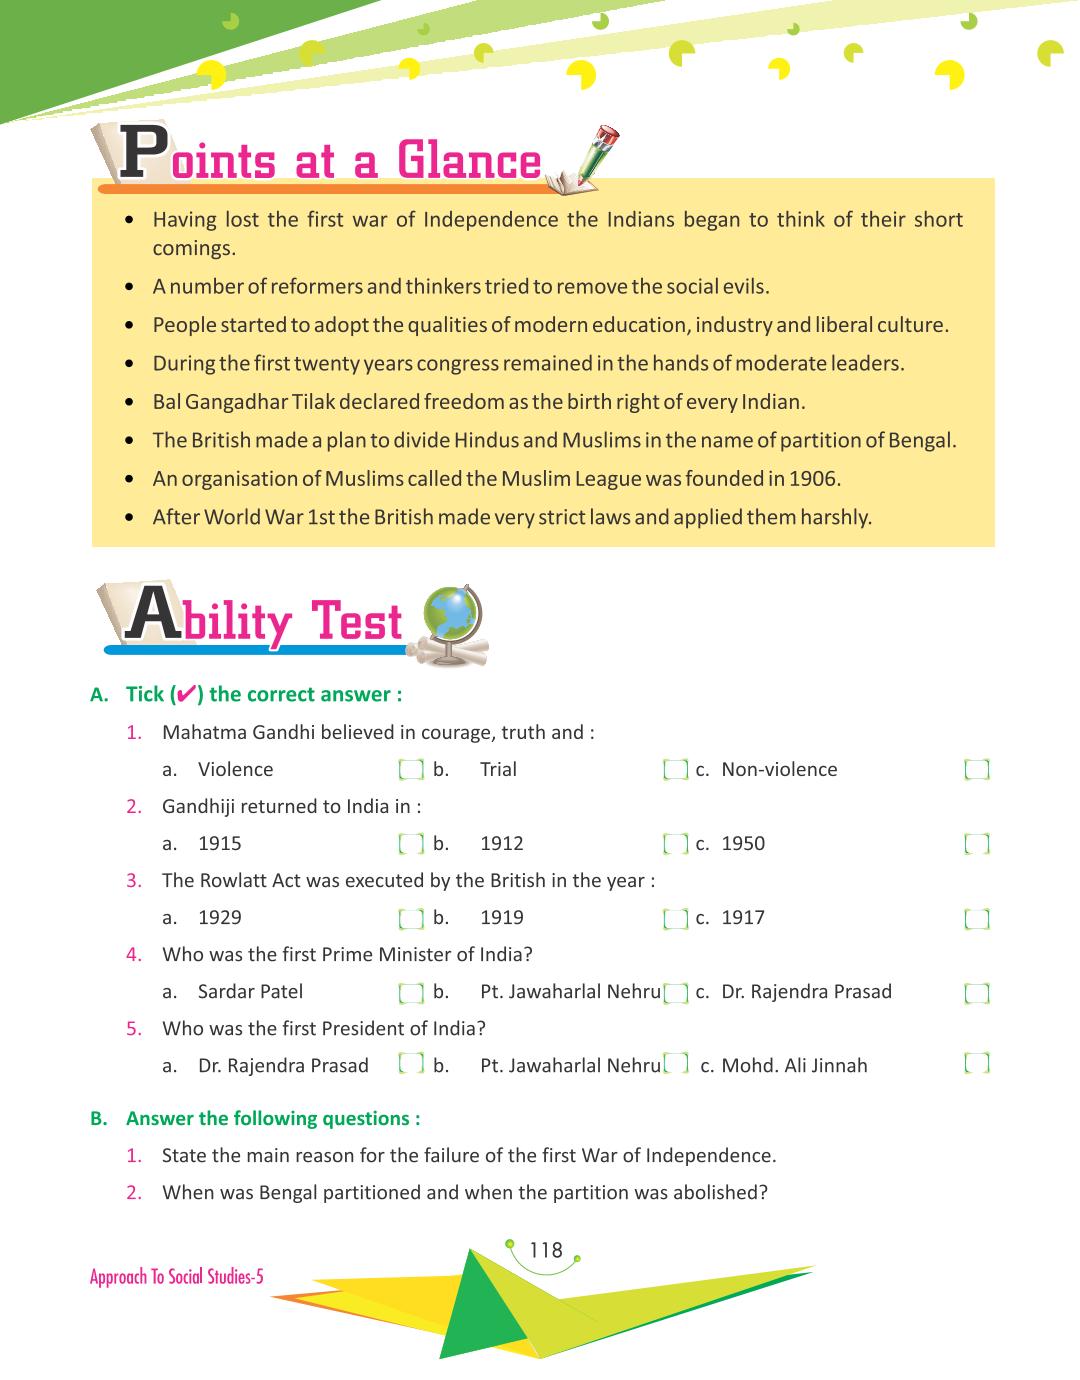 Points at a Glance
• Having lost the first war of Independence the Indians began to think of their short
comings.
• A number of reformers and thinkers tried to remove the social evils.
• People started to adopt the qualities of modern education, industry and liberal culture.
• During the first twenty years congress remained in the hands of moderate leaders.
• Bal Gangadhar Tilak declared freedom as the birth right of every Indian.
• The British made a plan to divide Hindus and Muslims in the name of partition of Bengal.
• An organisation of Muslims called the Muslim League was founded in 1906.
• After World War 1st the British made very strict laws and applied them harshly.
Ability Test
A. Tick (✔) the correct answer :
1. Mahatma Gandhi believed in courage, truth and :
a. Violence b. Trial c. Non-violence
2. Gandhiji returned to India in :
a. 1915 b. 1912 c. 1950
3. The Rowlatt Act was executed by the British in the year :
a. 1929 b. 1919 c. 1917
4. Who was the first Prime Minister of India?
a. Sardar Patel b. Pt. Jawaharlal Nehru c. Dr. Rajendra Prasad
5. Who was the first President of India?
a. Dr. Rajendra Prasad b. Pt. Jawaharlal Nehru c. Mohd. Ali Jinnah
B. Answer the following questions :
1. State the main reason for the failure of the first War of Independence.
2. When was Bengal partitioned and when the partition was abolished?
118
Approach To Social Studies-5